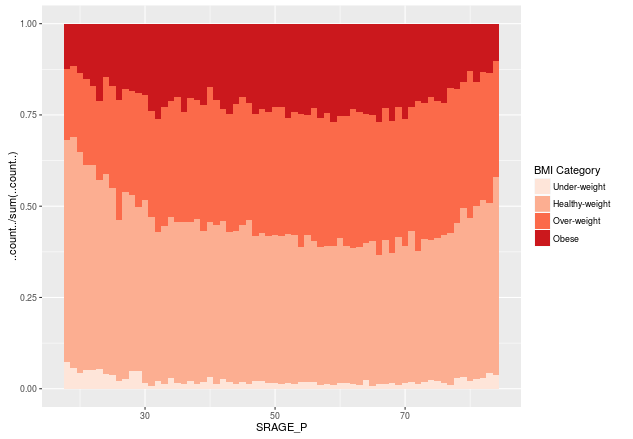 1.00
0.75
0.50
0.25
0.00
..count../sum(..count..)
30 50 70
SRAGE_P
BMI Category
Under-weight
Healthy-weight
Over-weight
Obese